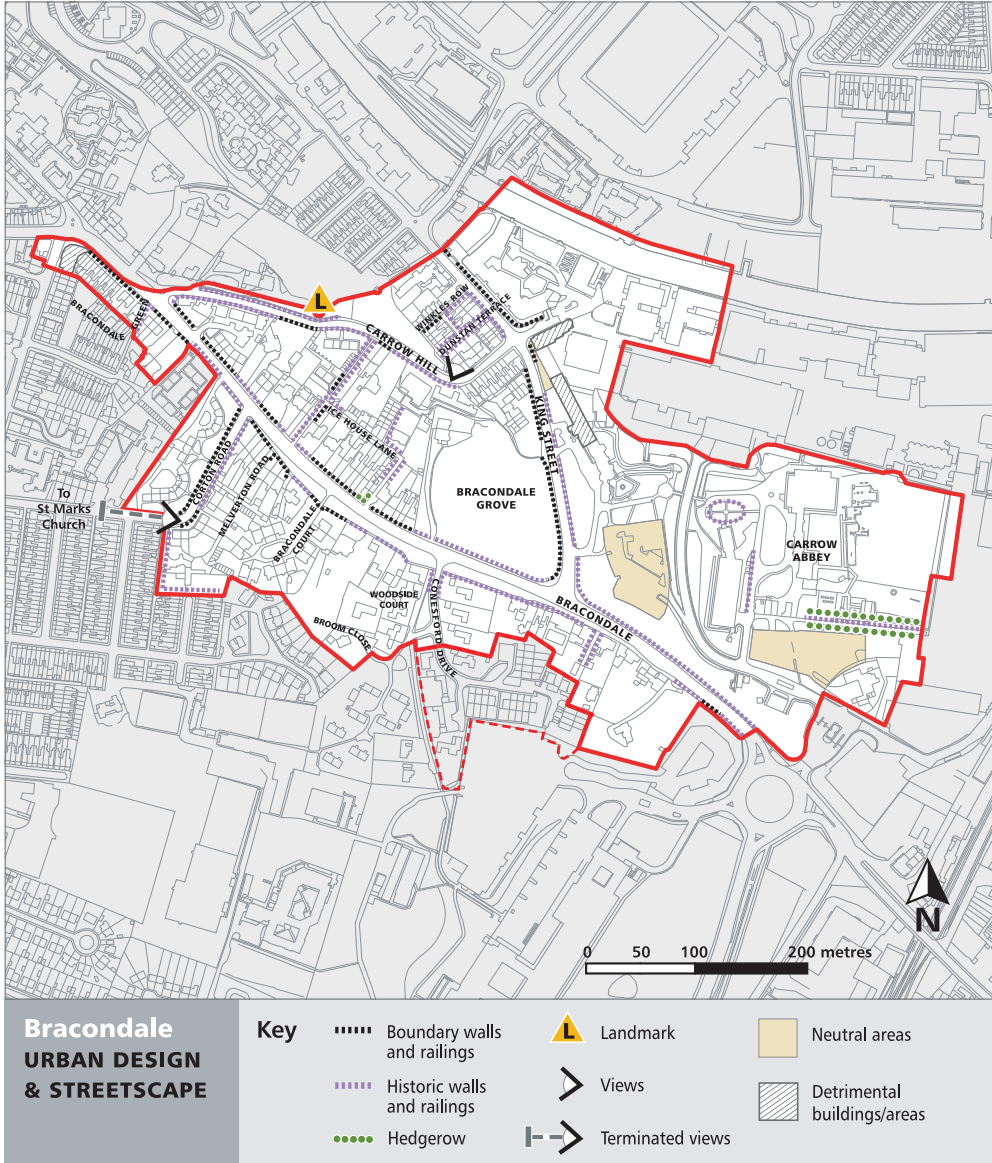 L
WINKLES ROW
DUNSTAN TERRACE
BRACONDALE
GREEN
CARROW HILL
KING STREET
ICE HOUSE LANE
COTTON ROAD
MELVERTON ROAD
BRACONDALE
GROVE
To
St Marks
Church
BRACONDALE
COURT
CARROW
ABBEY
WOODSIDE
COURT
CONESFORD DRIVE
BRACONDALE
BROOM CLOSE
N
0 50 100 200 metres
Bracondale
URBAN DESIGN
& STREETSCAPE
Key
Boundary walls
and railings
Historic walls
and railings
Hedgerow
L
Landmark
Views
Terminated views
Neutral areas
Detrimental
buildings/areas